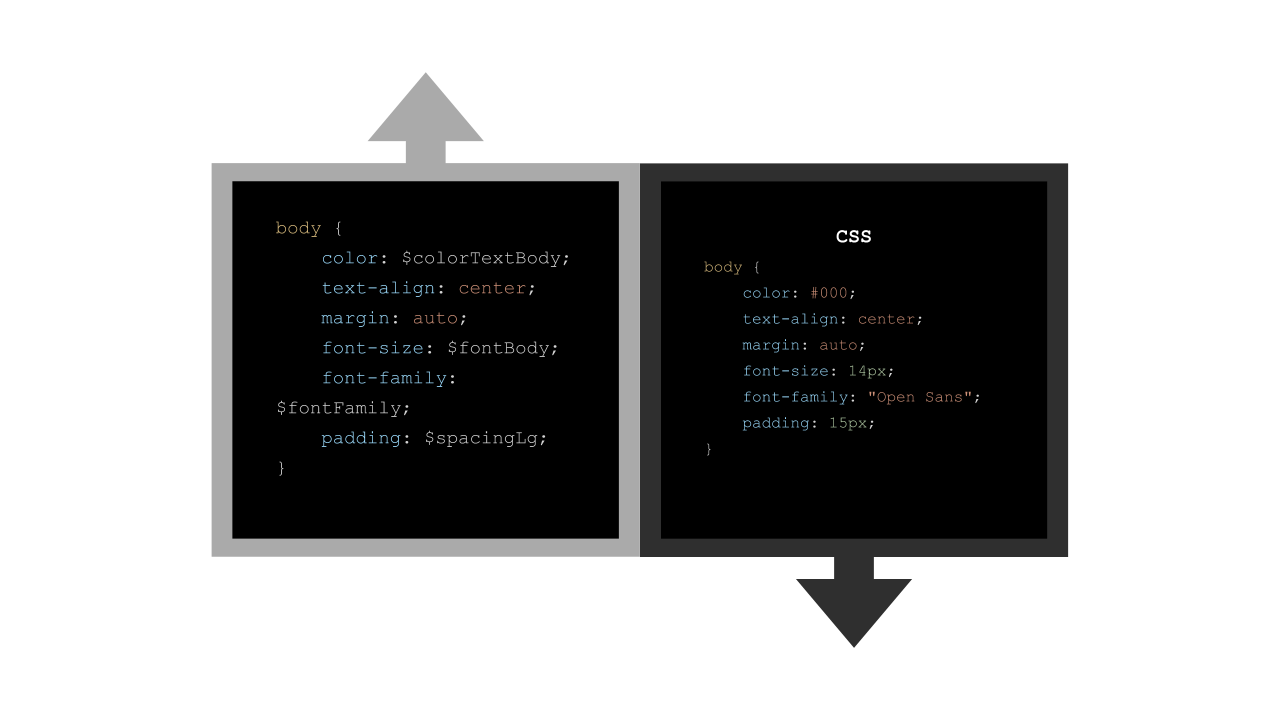 body {
color: $colorTextBody;
text-align: center;
margin: auto;
font-size: $fontBody;
font-family:
$fontFamily;
padding: $spacingLg;
}
CSS
body {
color: #000;
text-align: center;
margin: auto;
font-size: 14px;
font-family: "Open Sans";
padding: 15px;
}